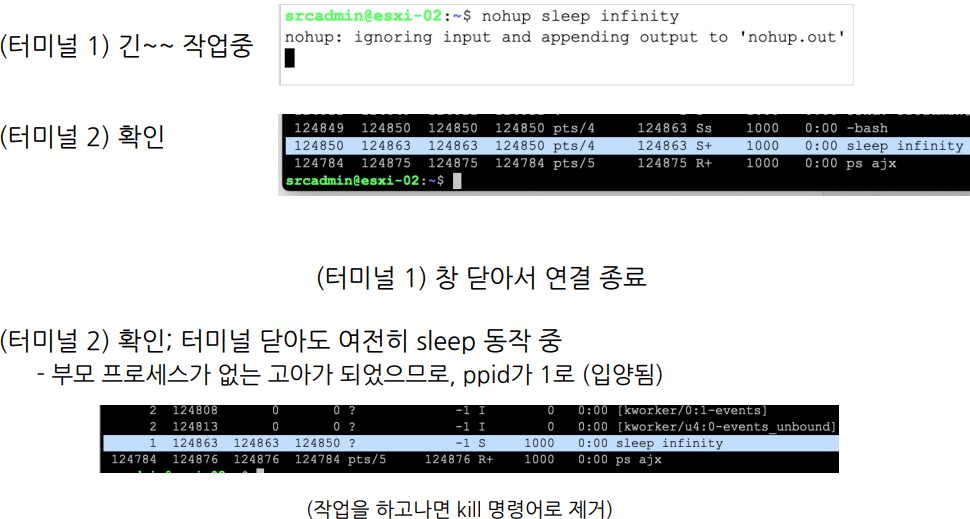 (터미널 1) 긴~~ 작업중
srcadmin@esxi-02:~$ nohup sleep infinity
nohup: ignoring input and appending output to 'nohup.out'
(터미널 2) 확인
124849 124850 124850 124850 pts/4 124863 Ss 1000 0:00 -bash
124850 124863 124863 124850 pts/4 124863 S+ 1000 0:00 sleep infinity
124784 124875 124875 124784 pts/5 124875 R+ 1000 0:00 ps ajx
srcadmin@esxi-02:~$
(터미널 1) 창 닫아서 연결 종료
(터미널 2) 확인; 터미널 닫아도 여전히 sleep 동작 중
- 부모 프로세스가 없는 고아가 되었으므로, ppid가 1로 (입양됨)
2 124808 0 0 ? -1 I 0 0:00 [kworker/0:1-events]
2 124813 0 0 ? -1 I 0 0:00 [kworker/u4:0-events_unbound]
1 124863 124863 124850 ? -1 S 1000 0:00 sleep infinity
124784 124876 124876 124784 pts/5 124876 R+ 1000 0:00 ps ajx
(작업을 하고나면 kill 명령어로 제거)